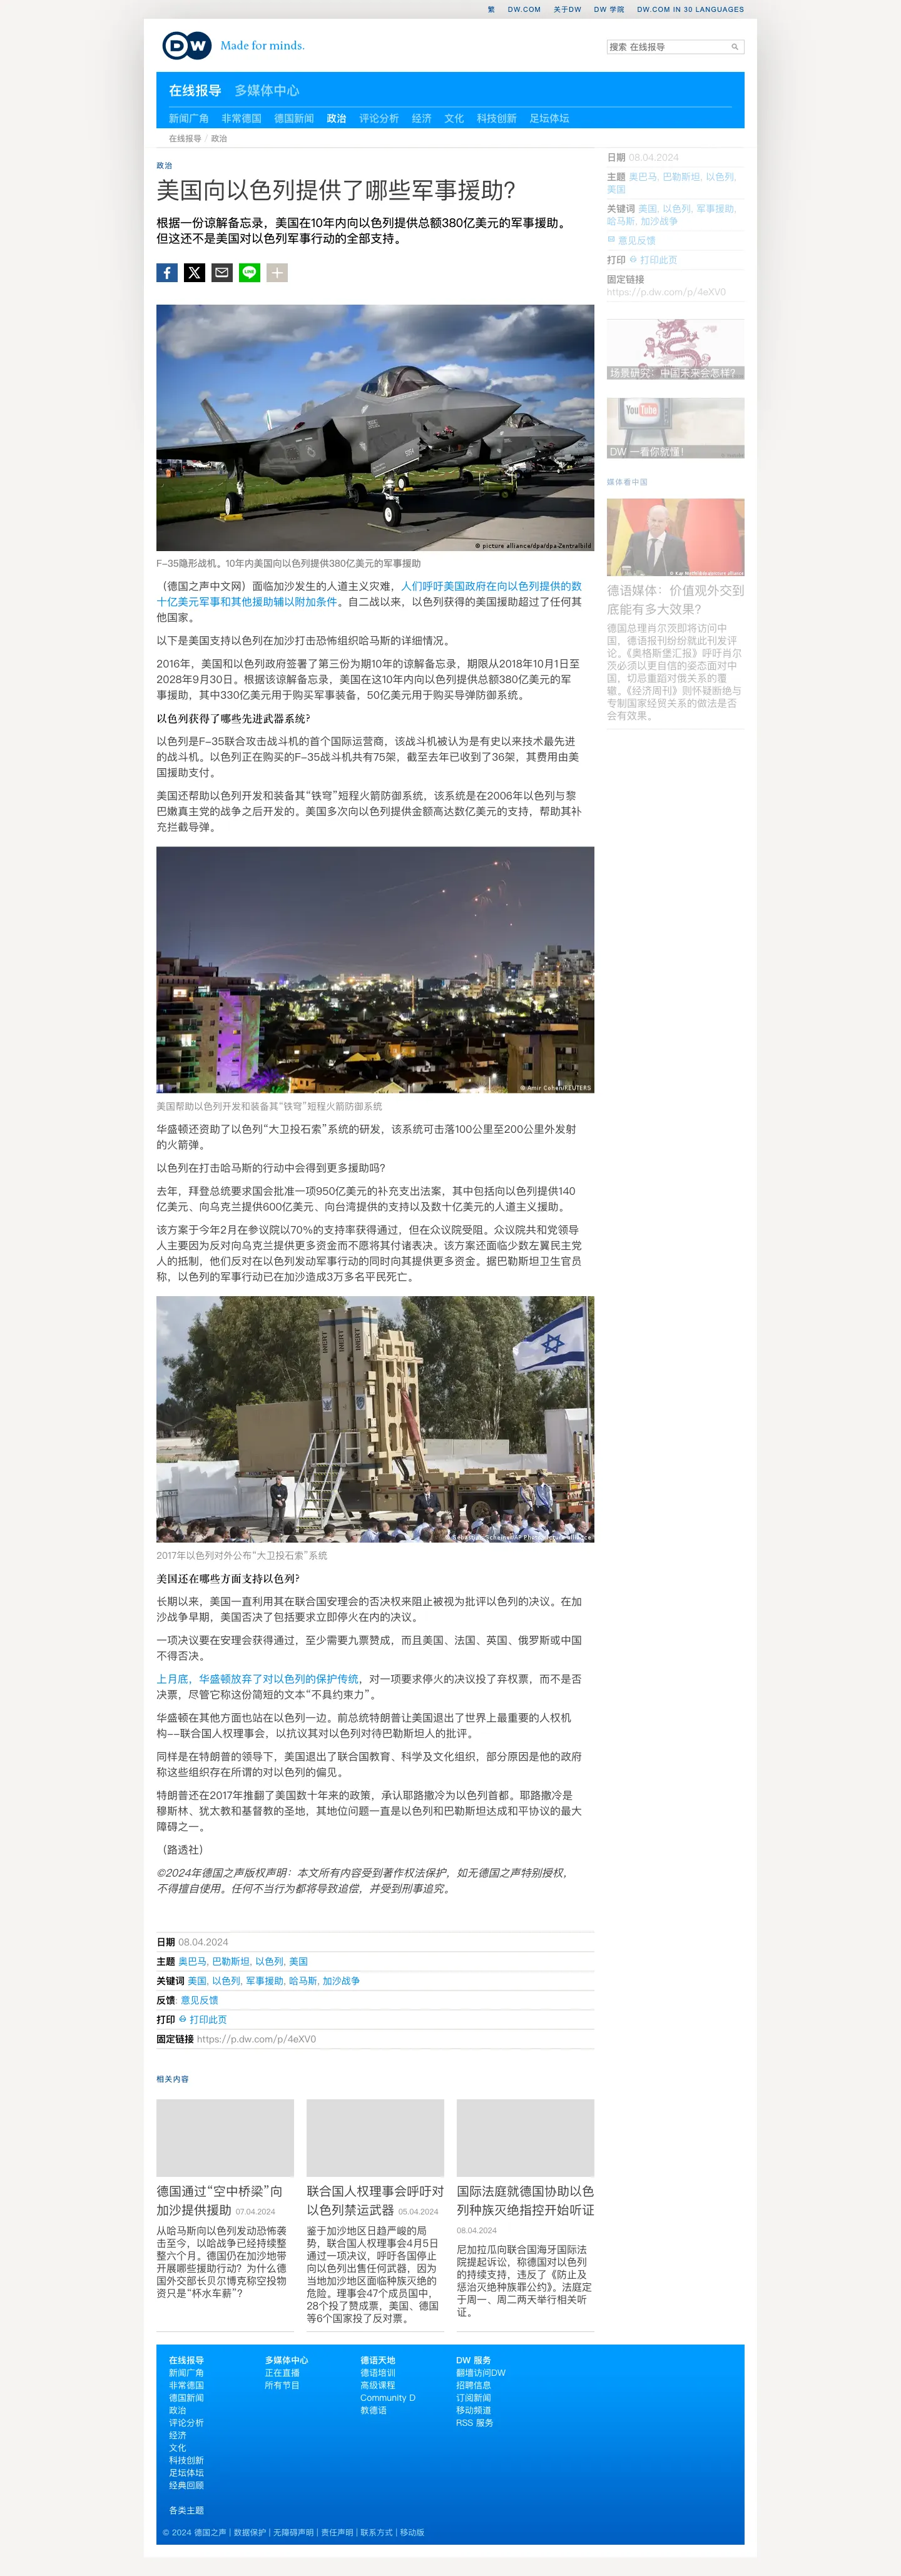 繁 DW.COM 关于DW DW 学院 DW.COM IN 30 LANGUAGES
DW Made for minds.
搜索 在线报导
在线报导 多媒体中心
新闻广角 非常德国 德国新闻 政治 评论分析 经济 文化 科技创新 足坛体坛
在线报导 / 政治
政治
美国向以色列提供了哪些军事援助？
根据一份谅解备忘录，美国在10年内向以色列提供总额380亿美元的军事援助。
但这还不是美国对以色列军事行动的全部支持。
© picture alliance/dpa/dpa-Zentralbild
F-35隐形战机。10年内美国向以色列提供380亿美元的军事援助
（德国之声中文网）面临加沙发生的人道主义灾难，人们呼吁美国政府在向以色列提供的数
十亿美元军事和其他援助辅以附加条件。自二战以来，以色列获得的美国援助超过了任何其
他国家。
以下是美国支持以色列在加沙打击恐怖组织哈马斯的详细情况。
2016年，美国和以色列政府签署了第三份为期10年的谅解备忘录，期限从2018年10月1日至
2028年9月30日。根据该谅解备忘录，美国在这10年内向以色列提供总额380亿美元的军
事援助，其中330亿美元用于购买军事装备，50亿美元用于购买导弹防御系统。
以色列获得了哪些先进武器系统?
以色列是F-35联合攻击战斗机的首个国际运营商，该战斗机被认为是有史以来技术最先进
的战斗机。以色列正在购买的F-35战斗机共有75架，截至去年已收到了36架，其费用由美
国援助支付。
美国还帮助以色列开发和装备其“铁穹”短程火箭防御系统，该系统是在2006年以色列与黎
巴嫩真主党的战争之后开发的。美国多次向以色列提供金额高达数亿美元的支持，帮助其补
充拦截导弹。
© Amir Cohen/REUTERS
美国帮助以色列开发和装备其“铁穹”短程火箭防御系统
华盛顿还资助了以色列“大卫投石索”系统的研发，该系统可击落100公里至200公里外发射
的火箭弹。
以色列在打击哈马斯的行动中会得到更多援助吗？
去年，拜登总统要求国会批准一项950亿美元的补充支出法案，其中包括向以色列提供140
亿美元、向乌克兰提供600亿美元、向台湾提供的支持以及数十亿美元的人道主义援助。
该方案于今年2月在参议院以70%的支持率获得通过，但在众议院受阻。众议院共和党领导
人主要因为反对向乌克兰提供更多资金而不愿将其付诸表决。该方案还面临少数左翼民主党
人的抵制，他们反对在以色列发动军事行动的同时向其提供更多资金。据巴勒斯坦卫生官员
称，以色列的军事行动已在加沙造成3万多名平民死亡。
2017年以色列对外公布“大卫投石索”系统
美国还在哪些方面支持以色列?
长期以来，美国一直利用其在联合国安理会的否决权来阻止被视为批评以色列的决议。在加
沙战争早期，美国否决了包括要求立即停火在内的决议。
一项决议要在安理会获得通过，至少需要九票赞成，而且美国、法国、英国、俄罗斯或中国
不得否决。
上月底，华盛顿放弃了对以色列的保护传统，对一项要求停火的决议投了弃权票，而不是否
决票，尽管它称这份简短的文本“不具约束力”。
华盛顿在其他方面也站在以色列一边。前总统特朗普让美国退出了世界上最重要的人权机
构--联合国人权理事会，以抗议其对以色列对待巴勒斯坦人的批评。
同样是在特朗普的领导下，美国退出了联合国教育、科学及文化组织，部分原因是他的政府
称这些组织存在所谓的对以色列的偏见。
特朗普还在2017年推翻了美国数十年来的政策，承认耶路撒冷为以色列首都。耶路撒冷是
穆斯林、犹太教和基督教的圣地，其地位问题一直是以色列和巴勒斯坦达成和平协议的最大
障碍之一。
（路透社）
©2024年德国之声版权声明：本文所有内容受到著作权法保护，如无德国之声特别授权，
不得擅自使用。任何不当行为都将导致追偿，并受到刑事追究。
日期 08.04.2024
主题 奥巴马, 巴勒斯坦, 以色列, 美国
关键词 美国, 以色列, 军事援助, 哈马斯, 加沙战争
反馈: 意见反馈
打印 打印此页
固定链接 https://p.dw.com/p/4eXV0
相关内容
德国通过“空中桥梁”向
加沙提供援助 07.04.2024
从哈马斯向以色列发动恐怖袭
击至今，以哈战争已经持续整
整六个月。德国仍在加沙地带
开展哪些援助行动？为什么德
国外交部长贝尔博克称空投物
资只是“杯水车薪”？
联合国人权理事会呼吁对
以色列禁运武器 05.04.2024
鉴于加沙地区日趋严峻的局
势，联合国人权理事会4月5日
通过一项决议，呼吁各国停止
向以色列出售任何武器，因为
当地加沙地区面临种族灭绝的
危险。理事会47个成员国中，
28个投了赞成票，美国、德国
等6个国家投了反对票。
国际法庭就德国协助以色
列种族灭绝指控开始听证
08.04.2024
尼加拉瓜向联合国海牙国际法
院提起诉讼，称德国对以色列
的持续支持，违反了《防止及
惩治灭绝种族罪公约》。法庭定
于周一、周二两天举行相关听
证。
日期 08.04.2024
主题 奥巴马, 巴勒斯坦, 以色列,
美国
关键词 美国, 以色列, 军事援助,
哈马斯, 加沙战争
意见反馈
打印 打印此页
固定链接
https://p.dw.com/p/4eXV0
场景研究：中国未来会怎样？
YouTube
DW 一看你就懂！
媒体看中国
德语媒体：价值观外交到
底能有多大效果？
德国总理肖尔茨即将访问中
国，德语报刊纷纷就此刊发评
论。《奥格斯堡汇报》呼吁肖尔
茨必须以更自信的姿态面对中
国，切忌重蹈对俄关系的覆
辙。《经济周刊》则怀疑断绝与
专制国家经贸关系的做法是否
会有效果。
在线报导
新闻广角
非常德国
德国新闻
政治
评论分析
经济
文化
科技创新
足坛体坛
经典回顾
各类主题
多媒体中心
正在直播
所有节目
德语天地
德语培训
高级课程
Community D
教德语
DW 服务
翻墙访问DW
招聘信息
订阅新闻
移动频道
RSS 服务
© 2024 德国之声 | 数据保护 | 无障碍声明 | 责任声明 | 联系方式 | 移动版